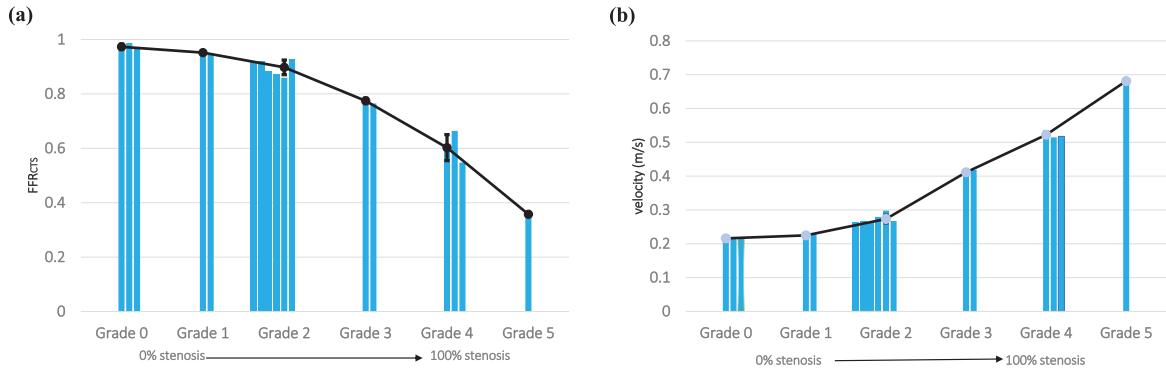 (a)
1
0.8
0.6
0.4
0.2
0
FFRCTS
Grade 0 Grade 1 Grade 2 Grade 3 Grade 4 Grade 5
0% stenosis 100% stenosis
(b)
0.8
0.7
0.6
0.5
0.4
0.3
0.2
0.1
0
velocity (m/s)
Grade 0 Grade 1 Grade 2 Grade 3 Grade 4 Grade 5
0% stenosis 100% stenosis